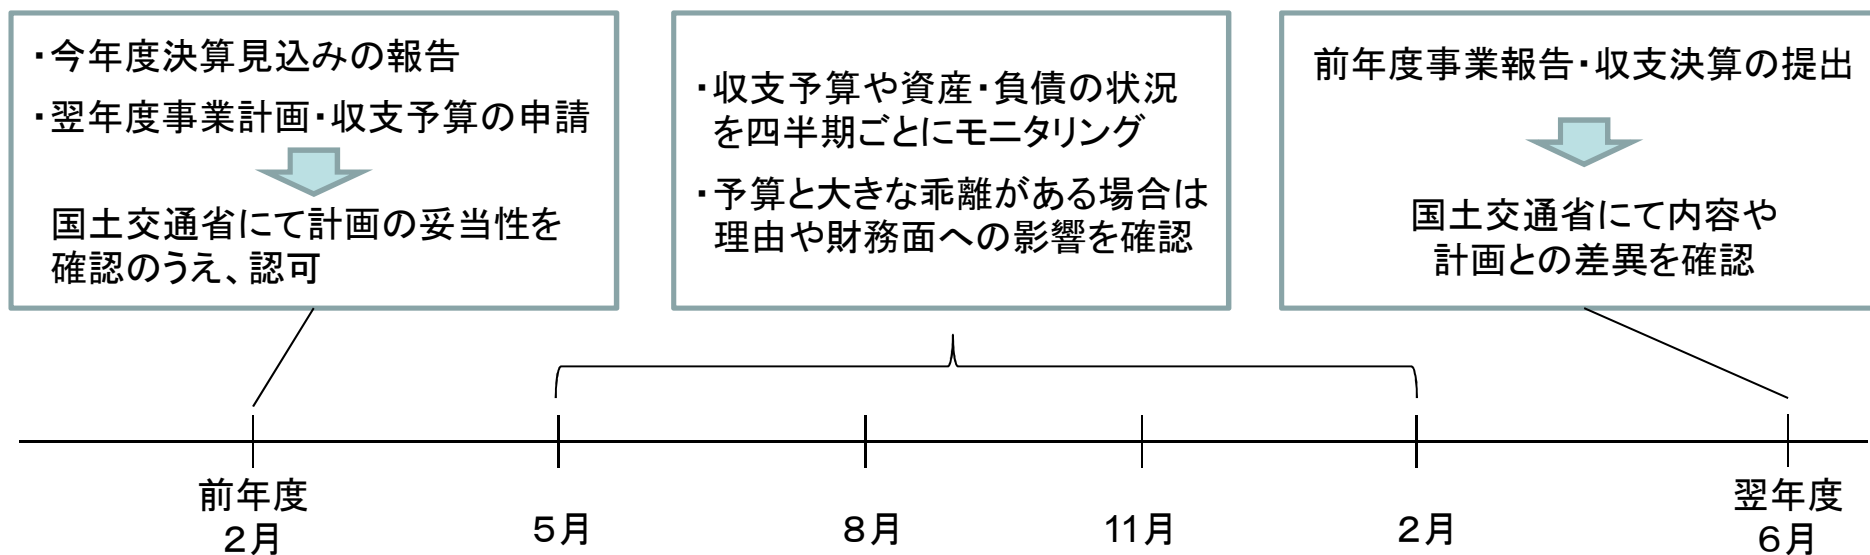 ・今年度決算見込みの報告
・翌年度事業計画・収支予算の申請
国土交通省にて計画の妥当性を
確認のうえ、認可
・収支予算や資産・負債の状況
を四半期ごとにモニタリング
・予算と大きな乖離がある場合は
理由や財務面への影響を確認
前年度事業報告・収支決算の提出
国土交通省にて内容や
計画との差異を確認
前年度
2月
5月
8月
11月
2月
翌年度
6月